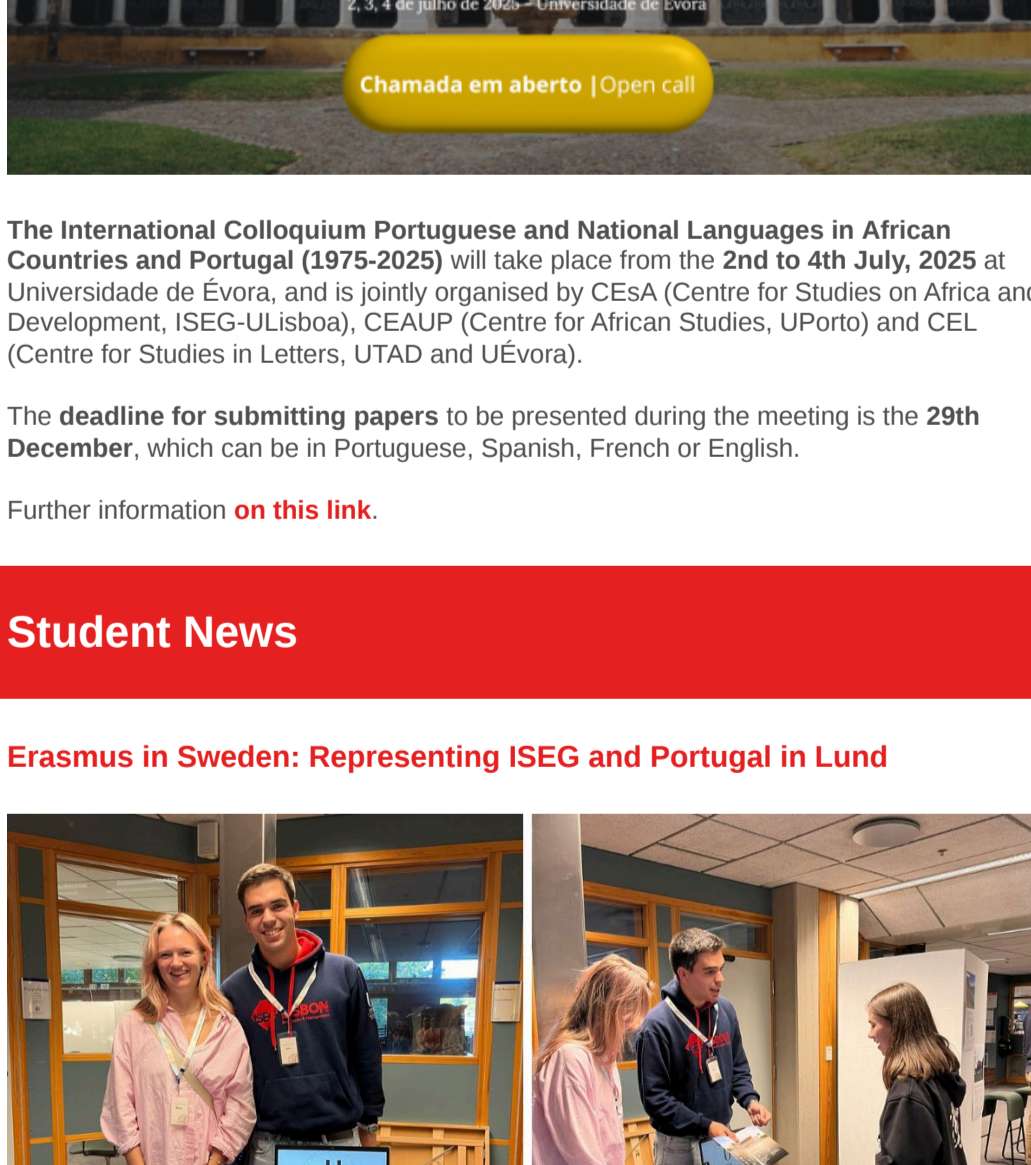 2, 3, 4 de julho de 2025 – Universidade de Évora
Chamada em aberto |Open call
The International Colloquium Portuguese and National Languages in African
Countries and Portugal (1975-2025) will take place from the 2nd to 4th July, 2025 at
Universidade de Évora, and is jointly organised by CEsA (Centre for Studies on Africa and
Development, ISEG-ULisboa), CEAUP (Centre for African Studies, UPorto) and CEL
(Centre for Studies in Letters, UTAD and UÉvora).
The deadline for submitting papers to be presented during the meeting is the 29th
December, which can be in Portuguese, Spanish, French or English.
Further information on this link.
Student News
Erasmus in Sweden: Representing ISEG and Portugal in Lund